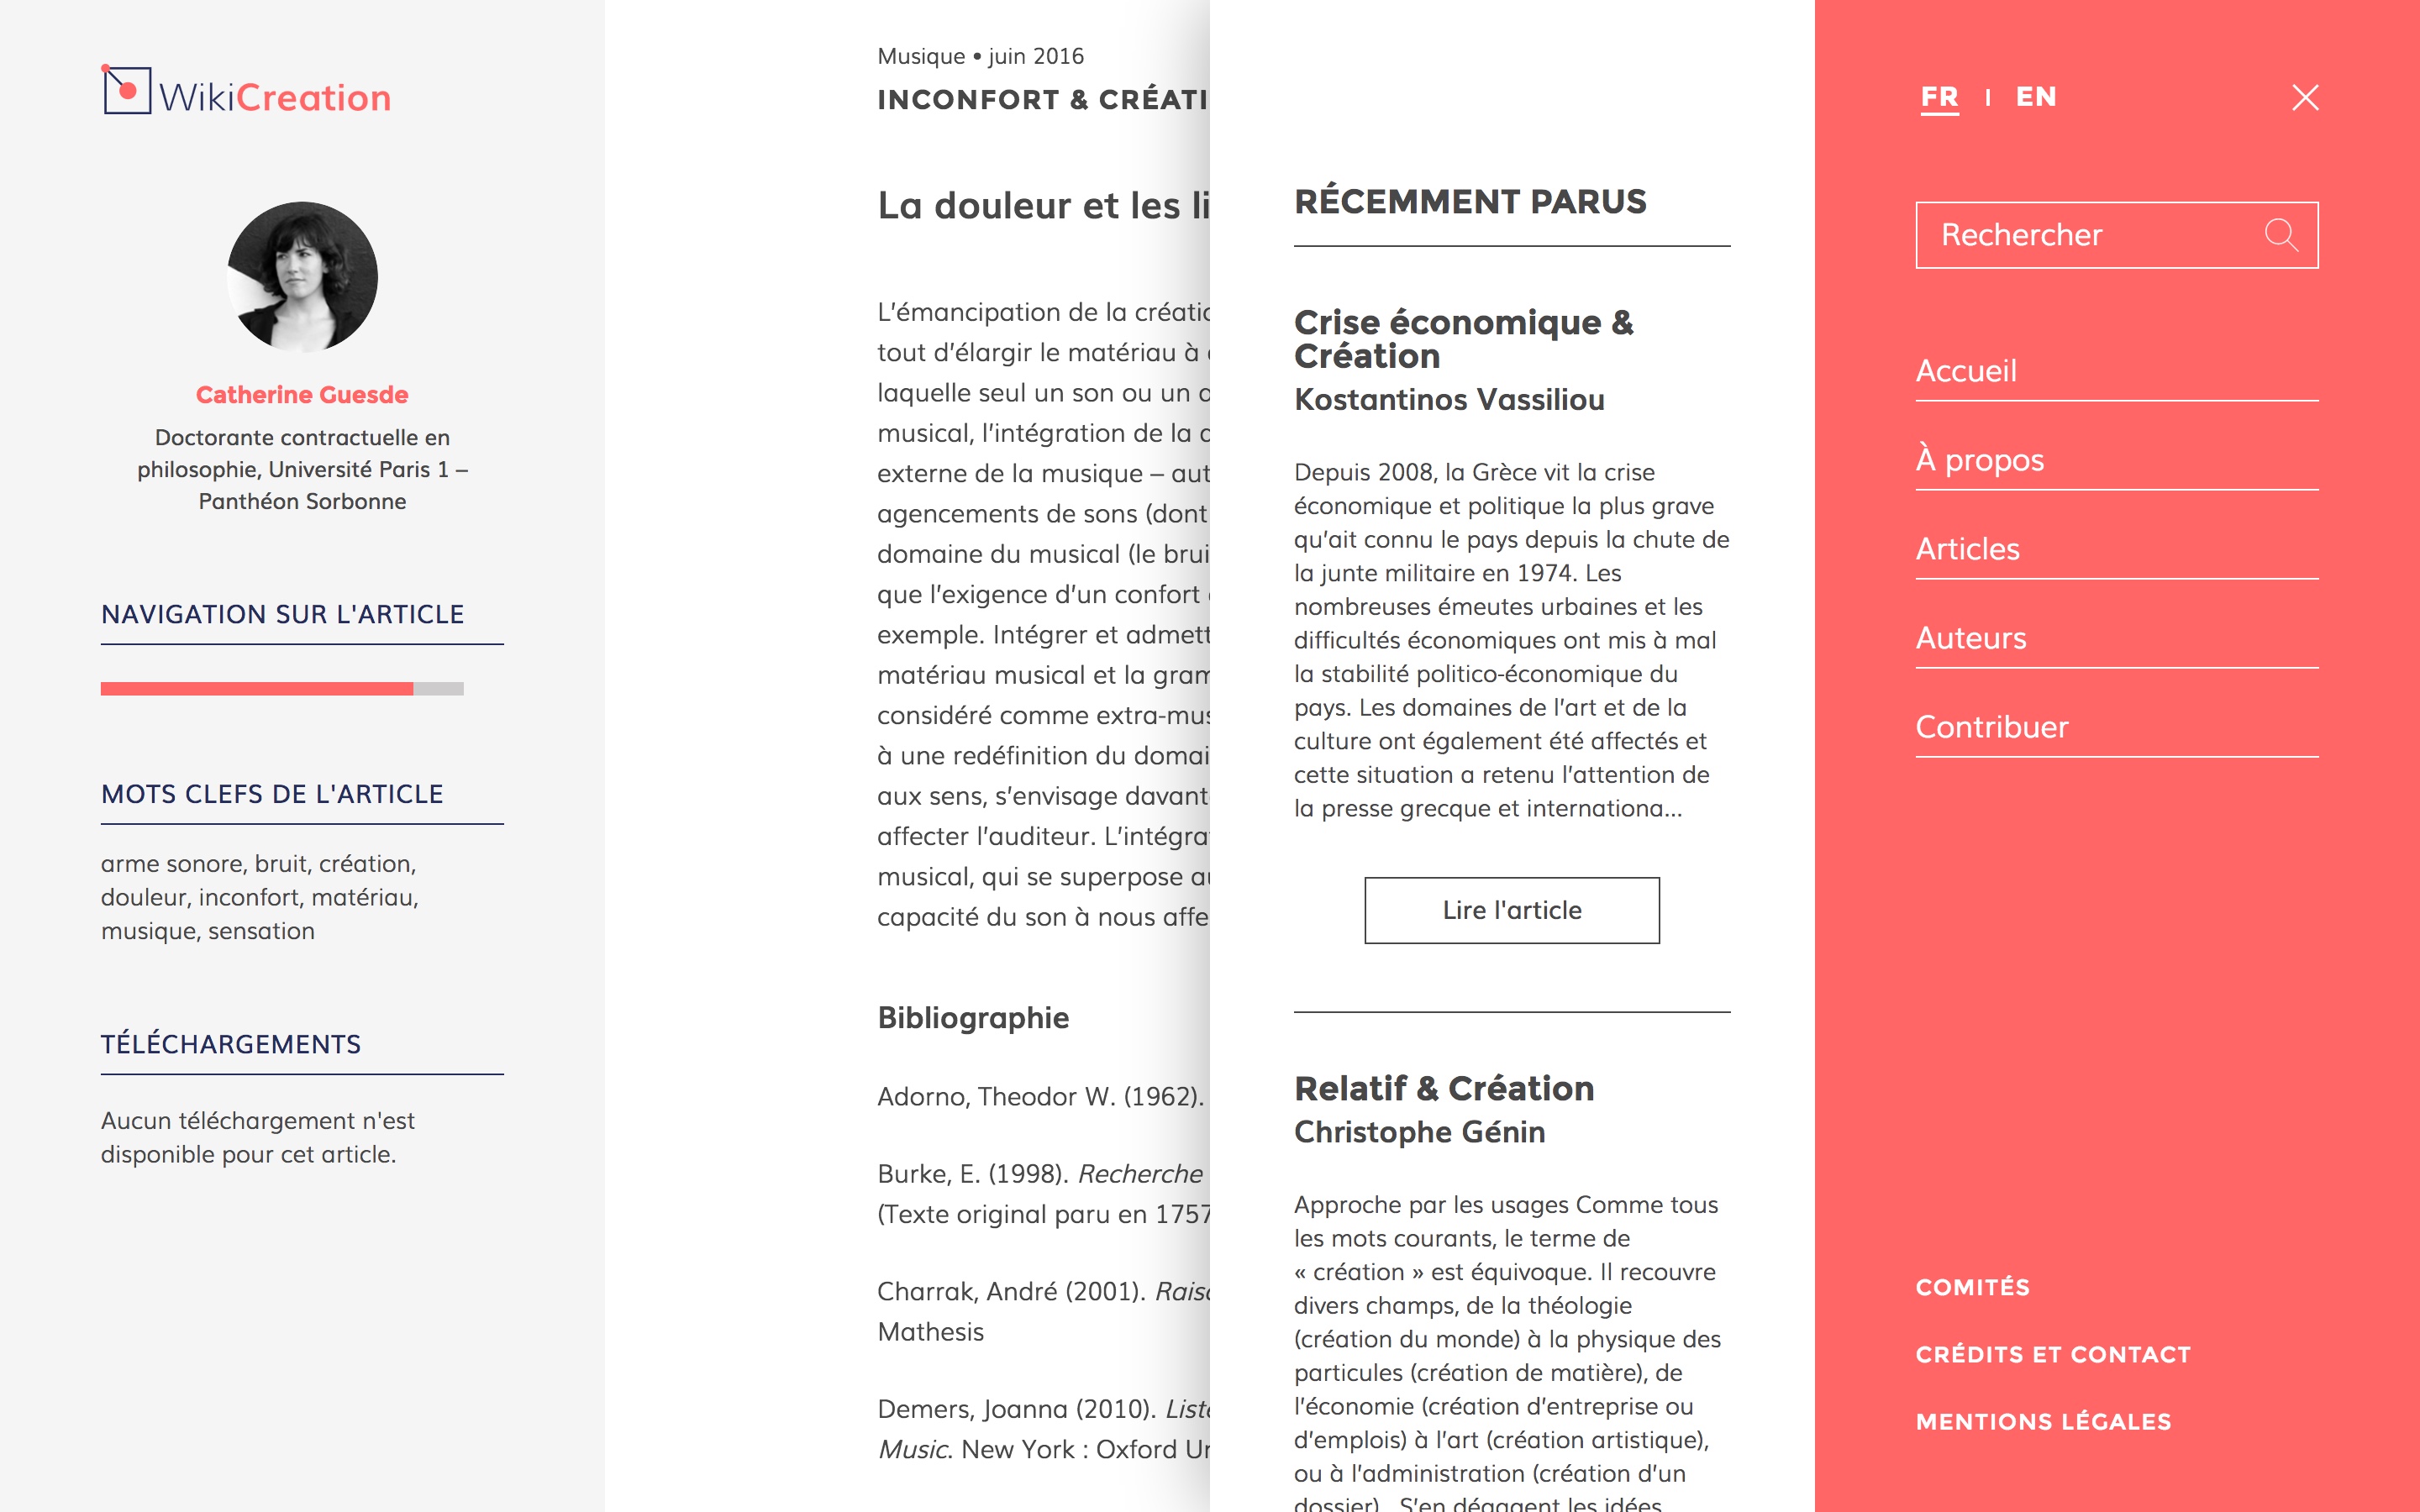 WikiCreation
Catherine Guesde
Doctorante contractuelle en
philosophie, Université Paris 1 –
Panthéon Sorbonne
NAVIGATION SUR L'ARTICLE
MOTS CLEFS DE L'ARTICLE
arme sonore, bruit, création,
douleur, inconfort, matériau,
musique, sensation
TÉLÉCHARGEMENTS
Aucun téléchargement n'est
disponible pour cet article.
Musique • juin 2016
INCONFORT & CRÉATI
La douleur et les li
L’émancipation de la créatio
tout d’élargir le matériau à
laquelle seul un son ou un
musical, l’intégration de la
externe de la musique – aut
agencements de sons (dont
domaine du musical (le brui
que l’exigence d’un confort
exemple. Intégrer et admett
matériau musical et la gram
considéré comme extra-mus
à une redéfinition du domai
aux sens, s’envisage davant
affecter l’auditeur. L’intégra
musical, qui se superpose au
capacité du son à nous affe
Bibliographie
Adorno, Theodor W. (1962).
Burke, E. (1998). Recherche
(Texte original paru en 1757
Charrak, André (2001). Raiso
Mathesis
Demers, Joanna (2010). Liste
Music. New York : Oxford Un
RÉCEMMENT PARUS
Crise économique &
Création
Kostantinos Vassiliou
Depuis 2008, la Grèce vit la crise
économique et politique la plus grave
qu’ait connu le pays depuis la chute de
la junte militaire en 1974. Les
nombreuses émeutes urbaines et les
difficultés économiques ont mis à mal
la stabilité politico-économique du
pays. Les domaines de l’art et de la
culture ont également été affectés et
cette situation a retenu l’attention de
la presse grecque et internationa...
Lire l'article
Relatif & Création
Christophe Génin
Approche par les usages Comme tous
les mots courants, le terme de
« création » est équivoque. Il recouvre
divers champs, de la théologie
(création du monde) à la physique des
particules (création de matière), de
l’économie (création d’entreprise ou
d’emplois) à l’art (création artistique),
ou à l’administration (création d’un
dossier). S’en dégagent les idées
FR | EN
Rechercher
Accueil
À propos
Articles
Auteurs
Contribuer
COMITÉS
CRÉDITS ET CONTACT
MENTIONS LÉGALES